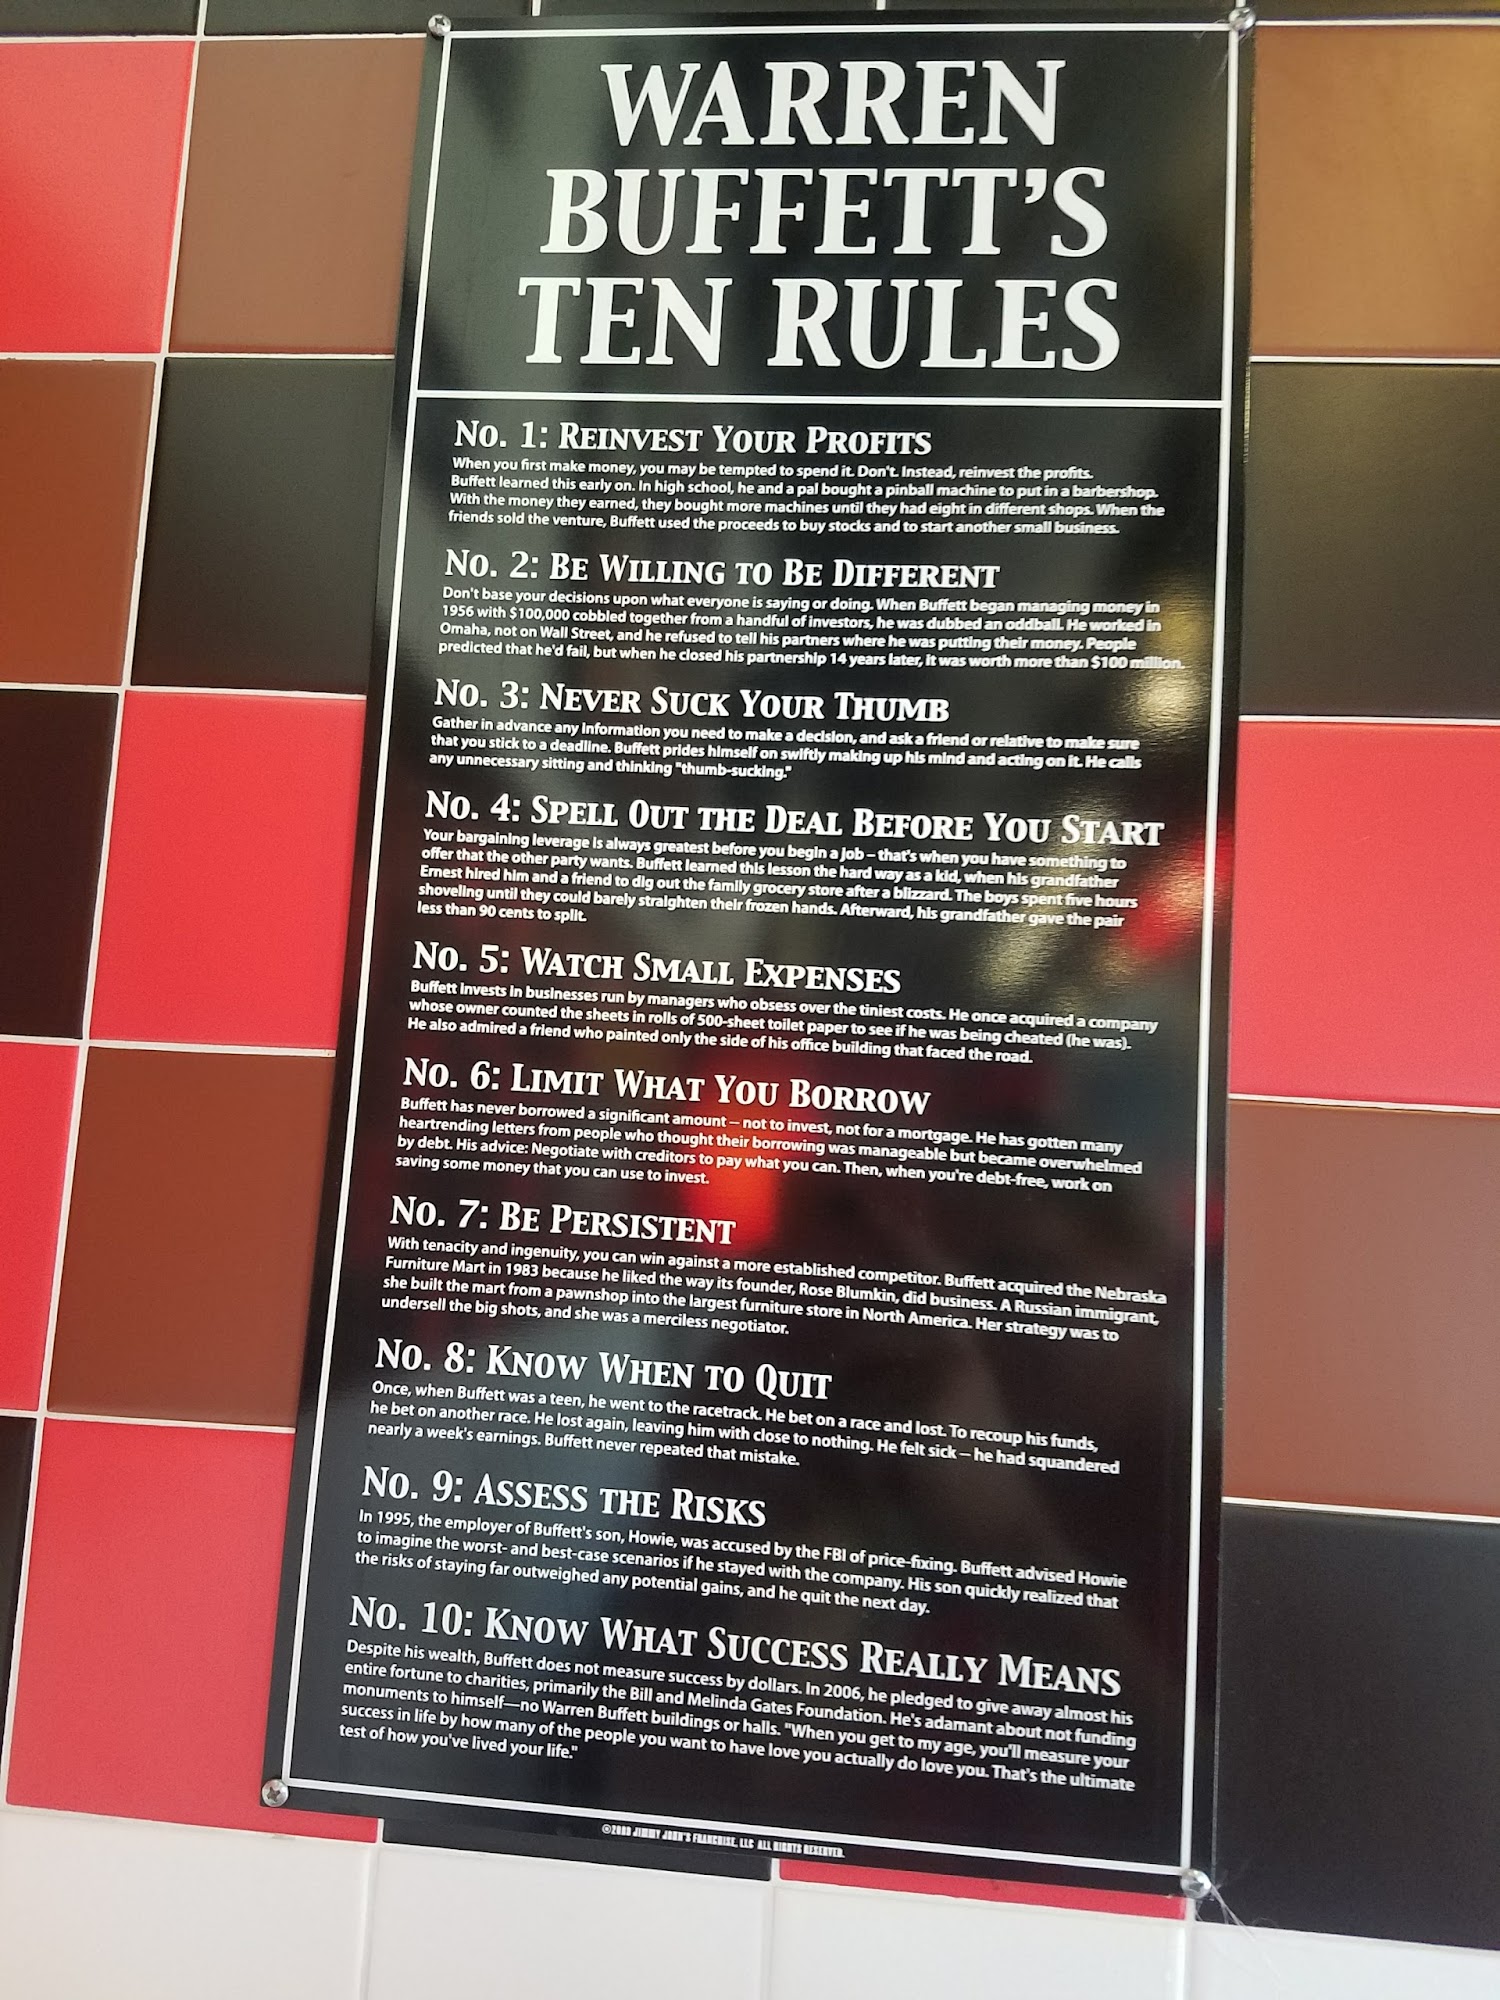 WARREN
BUFFETT'S
TEN RULES
No. 1: Reinvest Your Profits
When you first make money, you may be tempted to spend it. Don't. Instead, reinvest the profits.
Buffett learned this early on. In high school, he and a pal bought a pinball machine to put in a barbershop.
With the money they earned, they bought more machines until they had eight in different shops. When the
friends sold the venture, Buffett used the proceeds to buy stocks and to start another small business.
No. 2: Be Willing to Be Different
Don't base your decisions upon what everyone is saying or doing. When Buffett began managing money in
1956 with $100,000 cobbled together from a handful of investors, he was dubbed an oddball. He worked in
Omaha, not on Wall Street, and he refused to tell his partners where he was putting their money. People
predicted that he'd fail, but when he closed his partnership 14 years later, it was worth more than $100 million.
No. 3: Never Suck Your Thumb
Gather in advance any information you need to make a decision, and ask a friend or relative to make sure
that you stick to a deadline. Buffett prides himself on swiftly making up his mind and acting on it. He calls
any unnecessary sitting and thinking "thumb-sucking."
No. 4: Spell Out the Deal Before You Start
Your bargaining leverage is always greatest before you begin a job – that's when you have something to
offer that the other party wants. Buffett learned this lesson the hard way as a kid, when his grandfather
Ernest hired him and a friend to dig out the family grocery store after a blizzard. The boys spent five hours
shoveling until they could barely straighten their frozen hands. Afterward, his grandfather gave the pair
less than 90 cents to split.
No. 5: Watch Small Expenses
Buffett invests in businesses run by managers who obsess over the tiniest costs. He once acquired a company
whose owner counted the sheets in rolls of 500-sheet toilet paper to see if he was being cheated (he was).
He also admired a friend who painted only the side of his office building that faced the road.
No. 6: Limit What You Borrow
Buffett has never borrowed a significant amount – not to invest, not for a mortgage. He has gotten many
heartrending letters from people who thought their borrowing was manageable but became overwhelmed
by debt. His advice: Negotiate with creditors to pay what you can. Then, when you're debt-free, work on
saving some money that you can use to invest.
No. 7: Be Persistent
With tenacity and ingenuity, you can win against a more established competitor. Buffett acquired the Nebraska
Furniture Mart in 1983 because he liked the way its founder, Rose Blumkin, did business. A Russian immigrant,
she built the mart from a pawnshop into the largest furniture store in North America. Her strategy was to
undersell the big shots, and she was a merciless negotiator.
No. 8: Know When to Quit
Once, when Buffett was a teen, he went to the racetrack. He bet on a race and lost. To recoup his funds,
he bet on another race. He lost again, leaving him with close to nothing. He felt sick – he had squandered
nearly a week's earnings. Buffett never repeated that mistake.
No. 9: Assess the Risks
In 1995, the employer of Buffett's son, Howie, was accused by the FBI of price-fixing. Buffett advised Howie
to imagine the worst- and best-case scenarios if he stayed with the company. His son quickly realized that
the risks of staying far outweighed any potential gains, and he quit the next day.
No. 10: Know What Success Really Means
Despite his wealth, Buffett does not measure success by dollars. In 2006, he pledged to give away almost his
entire fortune to charities, primarily the Bill and Melinda Gates Foundation. He's adamant about not funding
monuments to himself—no Warren Buffett buildings or halls. "When you get to my age, you'll measure your
success in life by how many of the people you want to have love you actually do love you. That's the ultimate
test of how you've lived your life."
©2008 JIMMY JOHN'S FRANCHISE, LLC ALL RIGHTS RESERVED.